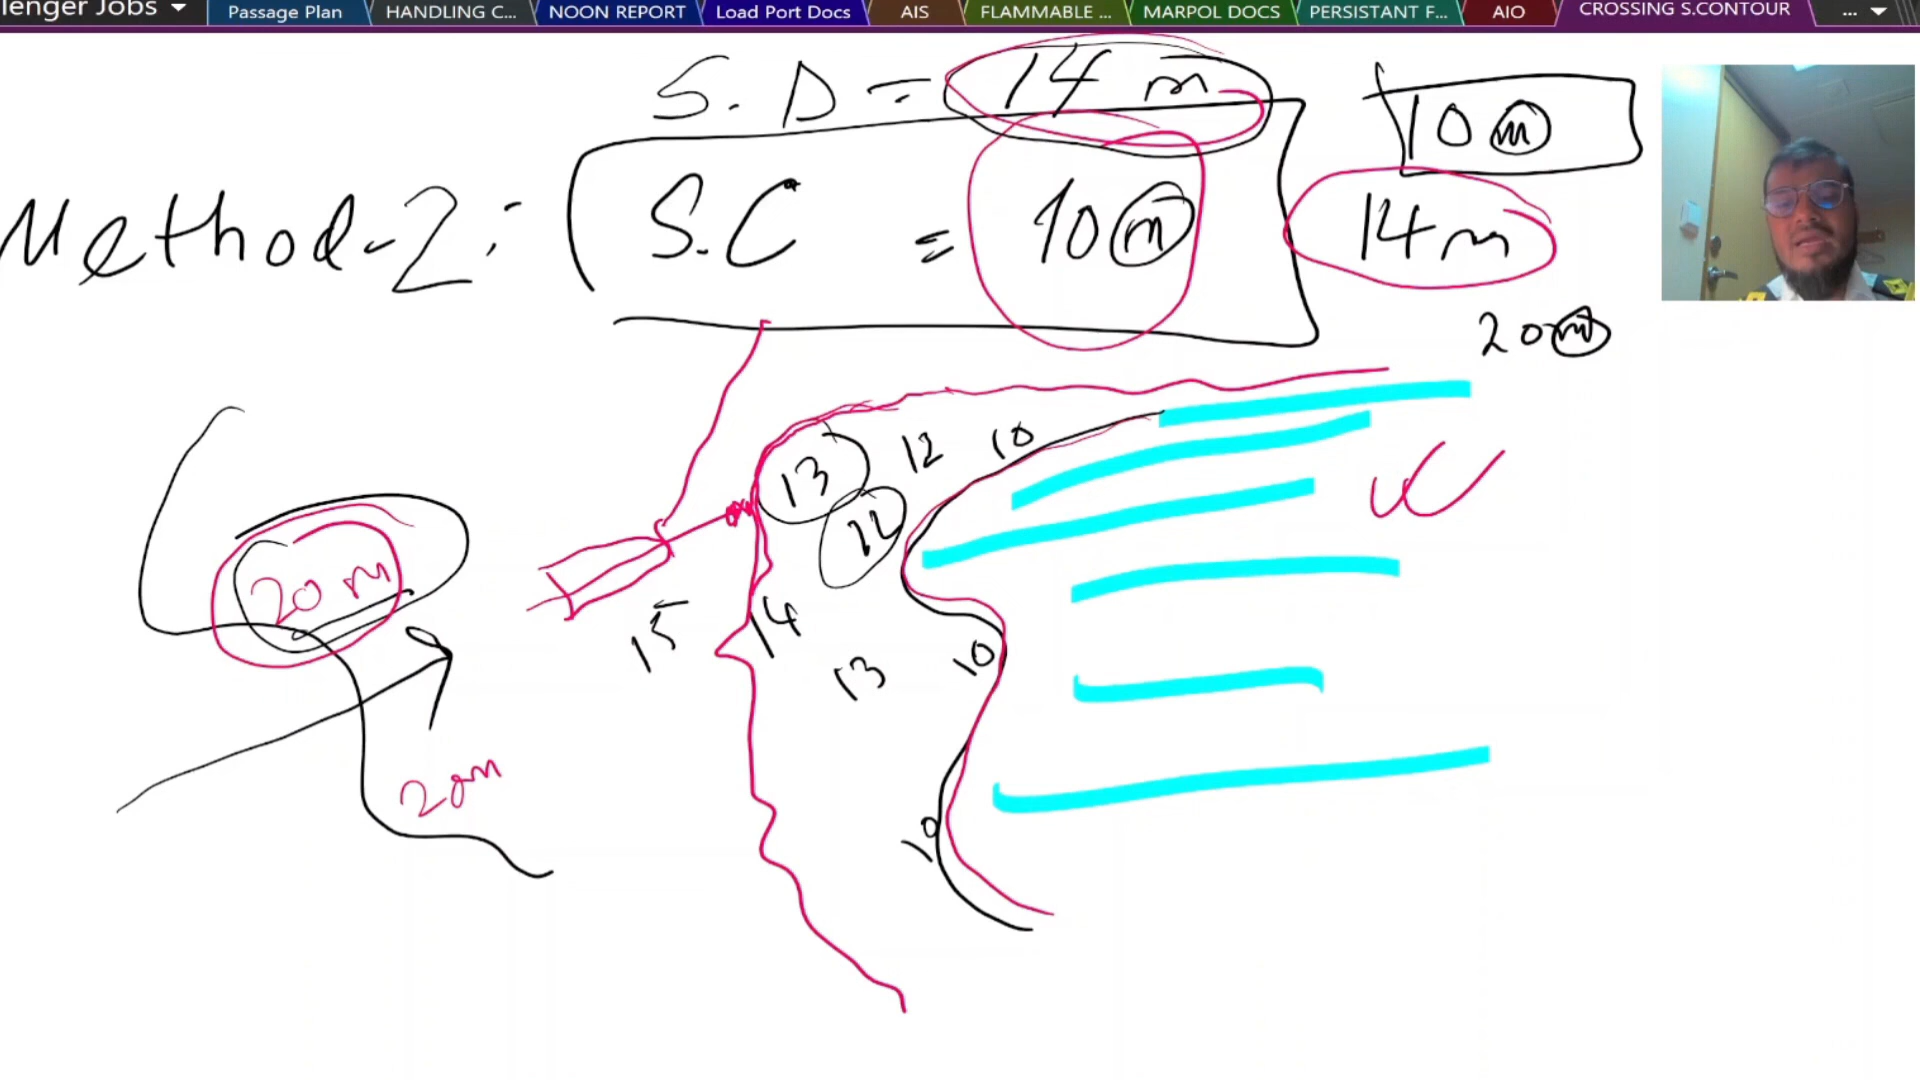 lenger Jobs
Passage Plan
HANDLING C...
NOON REPORT
Load Port Docs
AIS
FLAMMABLE ...
MARPOL DOCS
PERSISTANT F...
AIO
CROSSING S.CONTOUR
...
S.D = 14 m
10 m
Method-2: S.C = 10 m
14 m
20 m
13 12 10
12
20 m
15 14
13 10
20m
10